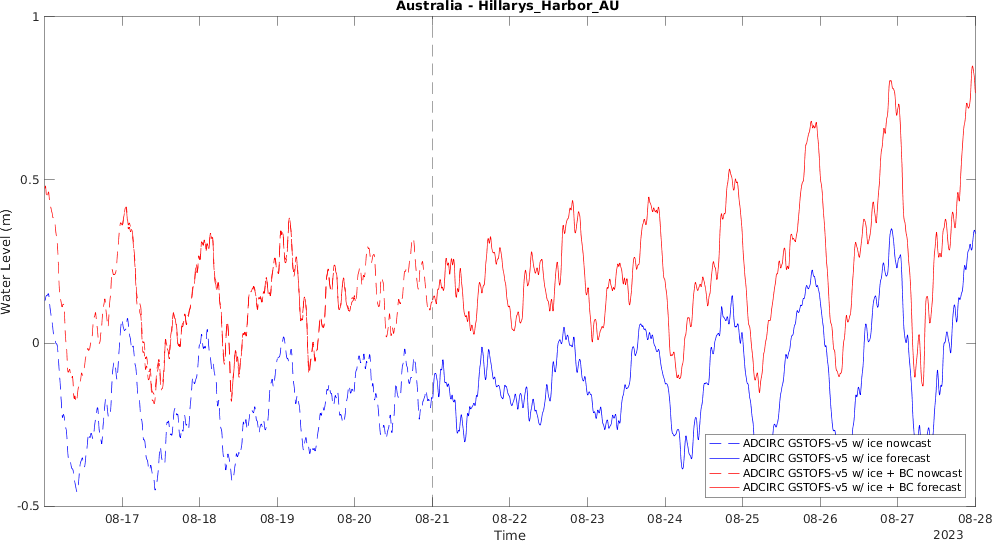 Australia - Hillarys_Harbor_AU
1
0.5
0
-0.5
Water Level (m)
ADCIRC GSTOFS-v5 w/ ice nowcast
ADCIRC GSTOFS-v5 w/ ice forecast
ADCIRC GSTOFS-v5 w/ ice + BC nowcast
ADCIRC GSTOFS-v5 w/ ice + BC forecast
08-17 08-18 08-19 08-20 08-21 08-22 08-23 08-24 08-25 08-26 08-27 08-28
Time
2023